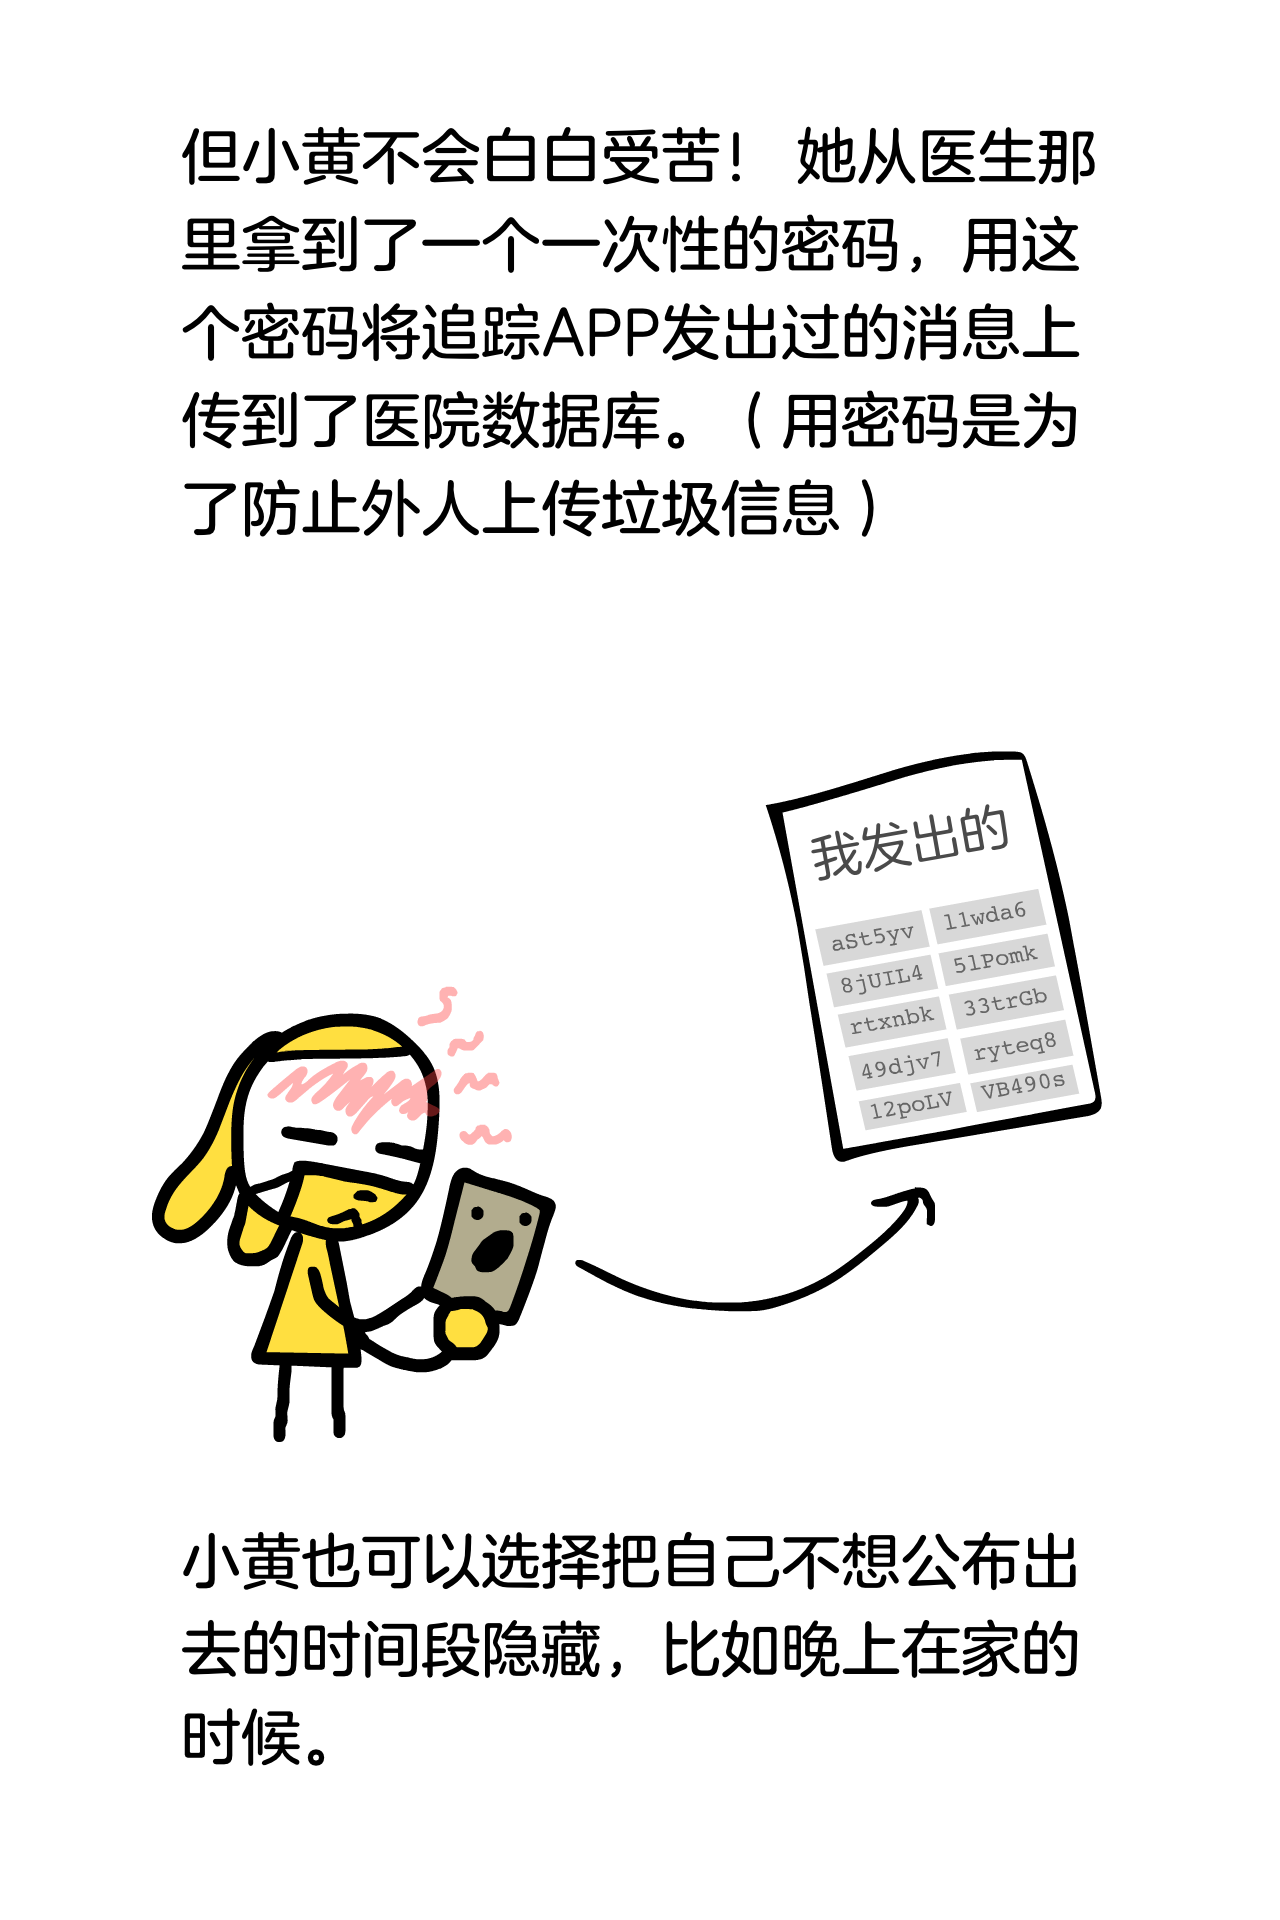 但小黄不会白白受苦！ 她从医生那
里拿到了一个一次性的密码，用这
个密码将追踪APP发出过的消息上
传到了医院数据库。（用密码是为
了防止外人上传垃圾信息）
我发出的
aSt5yv l1wda6
8jUIL4 5lPomk
rtxnbk 33trGb
49djv7 ryteq8
12poLV VB490s
小黄也可以选择把自己不想公布出
去的时间段隐藏，比如晚上在家的
时候。